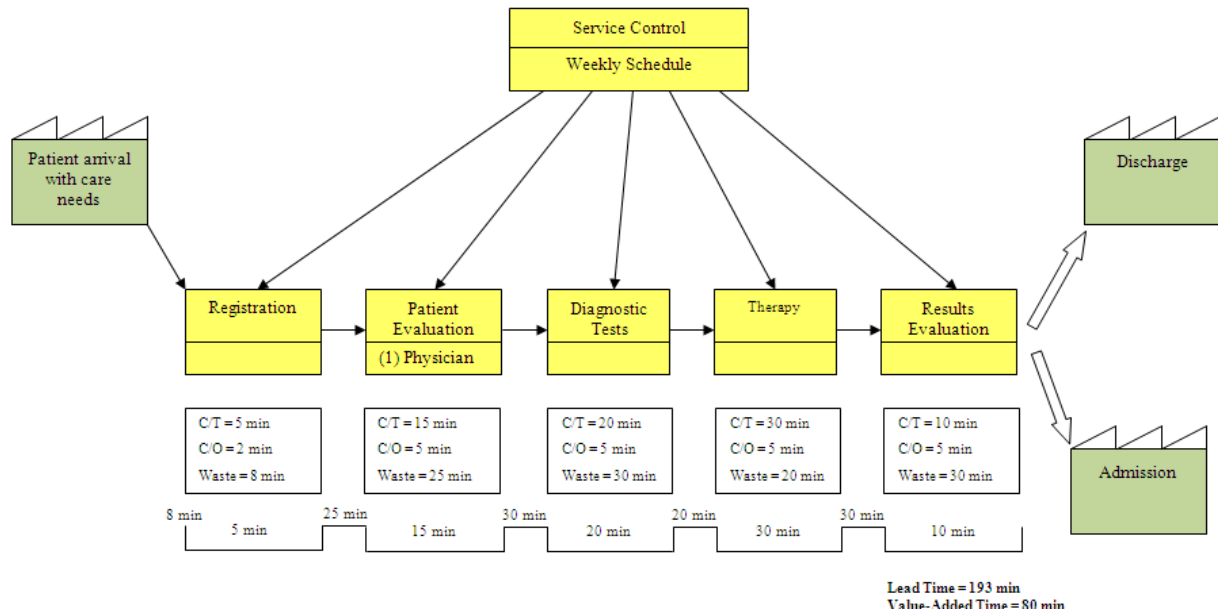 Service Control
Weekly Schedule
Patient arrival
with care
needs
Discharge
Registration
Patient
Evaluation
(1) Physician
Diagnostic
Tests
Therapy
Results
Evaluation
C/T = 5 min
C/O = 2 min
Waste = 8 min
C/T = 15 min
C/O = 5 min
Waste = 25 min
C/T = 20 min
C/O = 5 min
Waste = 30 min
C/T = 30 min
C/O = 5 min
Waste = 20 min
C/T = 10 min
C/O = 5 min
Waste = 30 min
Admission
8 min
5 min
25 min
15 min
30 min
20 min
20 min
30 min
30 min
10 min
Lead Time = 193 min
Value-Added Time = 80 min